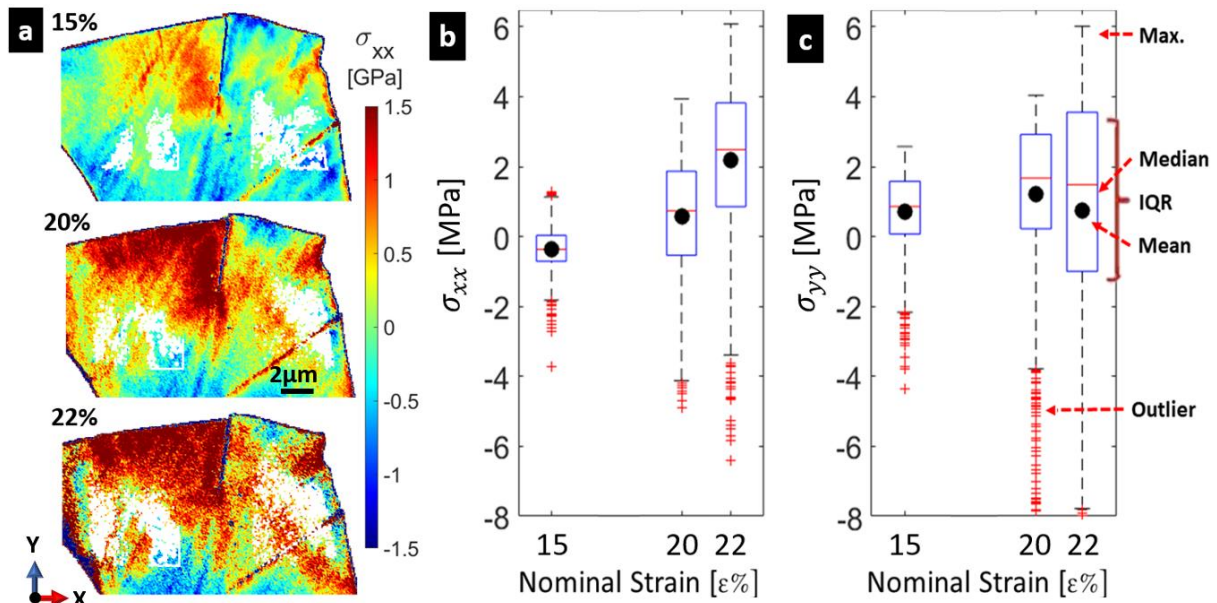 a
15%
σxx
[GPa]
1.5
1
0.5
0
-0.5
-1
-1.5
20%
2μm
22%
Y
X
b
σxx [MPa]
6
4
2
0
-2
-4
-6
-8
15
20
22
Nominal Strain [ε%]
c
σyy [MPa]
6
4
2
0
-2
-4
-6
-8
15
20
22
Nominal Strain [ε%]
Max.
Median
IQR
Mean
Outlier